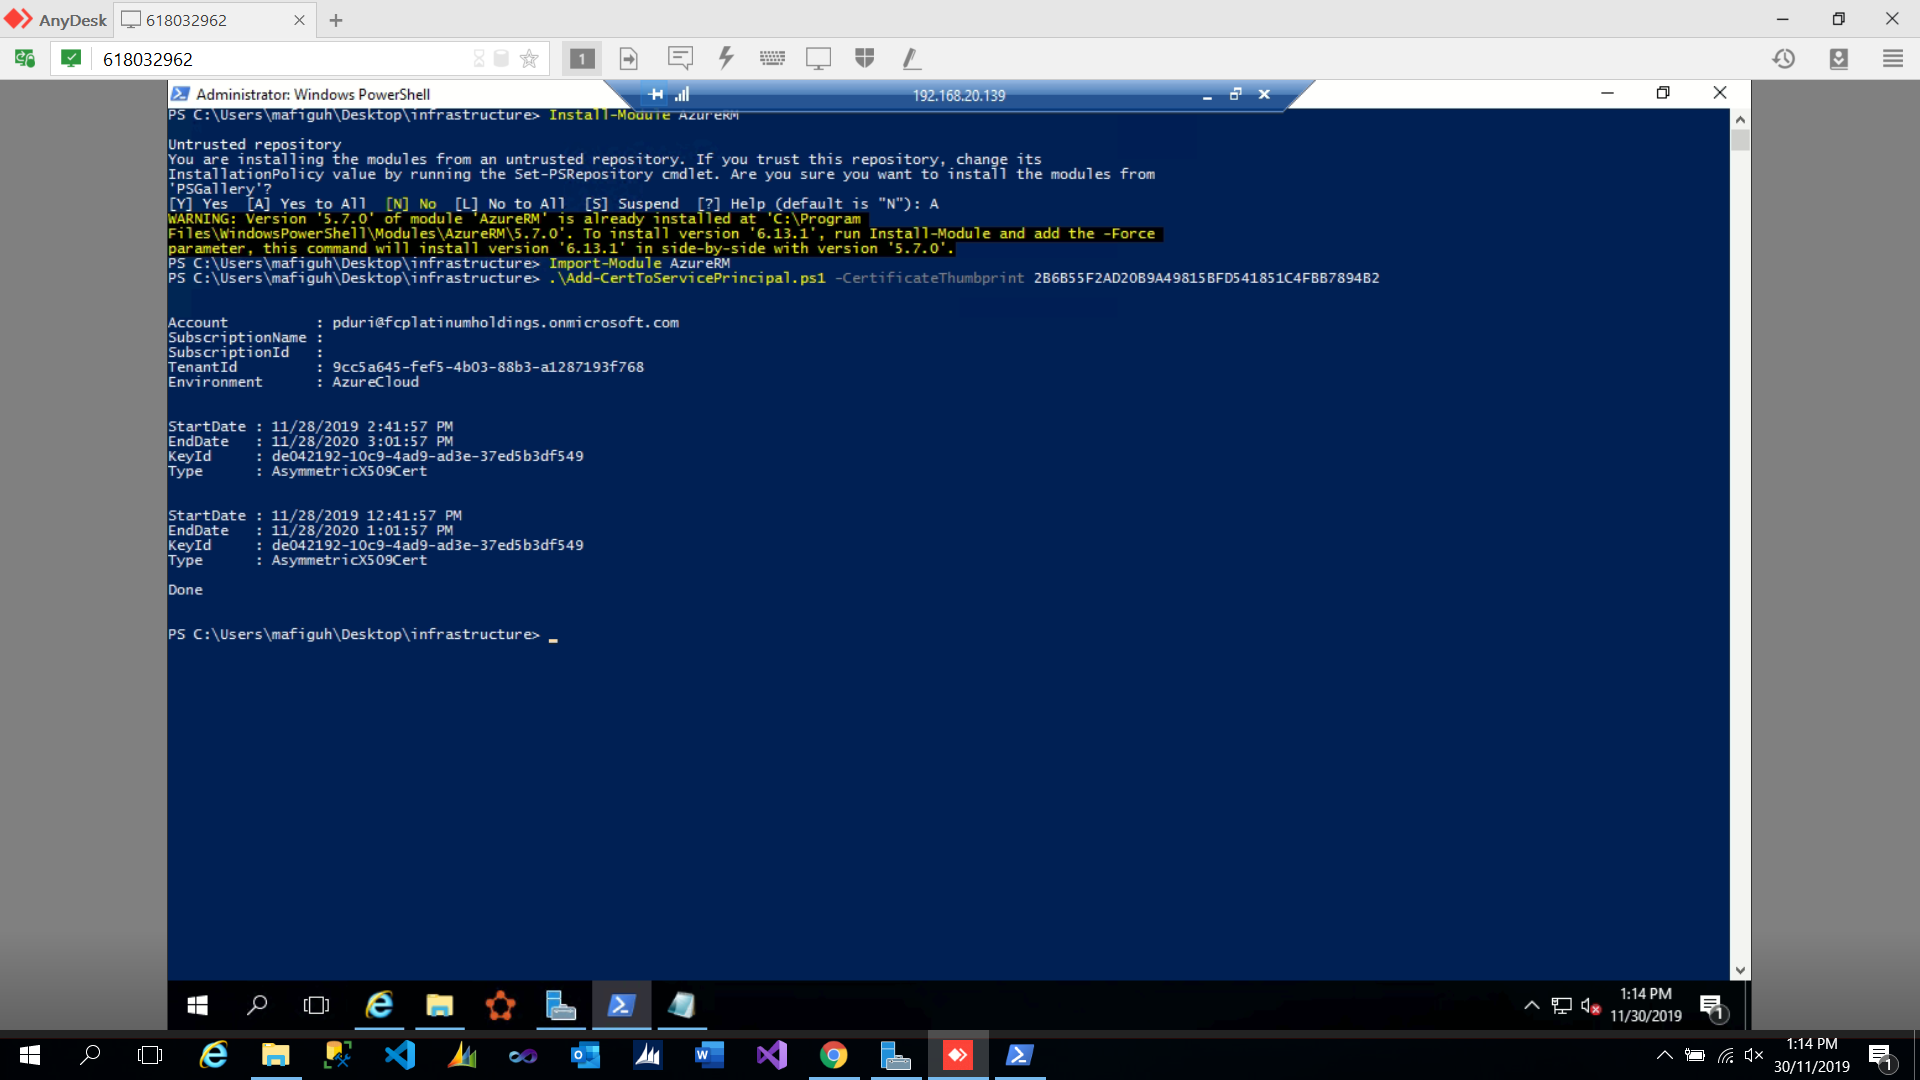 AnyDesk
618032962
618032962
1
Administrator: Windows PowerShell
192.168.20.139
PS C:\Users\mafiguh\Desktop\infrastructure> Install-Module AzureRM
Untrusted repository
You are installing the modules from an untrusted repository. If you trust this repository, change its
InstallationPolicy value by running the Set-PSRepository cmdlet. Are you sure you want to install the modules from
'PSGallery'?
[Y] Yes  [A] Yes to All  [N] No  [L] No to All  [S] Suspend  [?] Help (default is "N"): A
WARNING: Version '5.7.0' of module 'AzureRM' is already installed at 'C:\Program
Files\WindowsPowerShell\Modules\AzureRM\5.7.0'. To install version '6.13.1', run Install-Module and add the -Force
parameter, this command will install version '6.13.1' in side-by-side with version '5.7.0'.
PS C:\Users\mafiguh\Desktop\infrastructure> Import-Module AzureRM
PS C:\Users\mafiguh\Desktop\infrastructure> .\Add-CertToServicePrincipal.ps1 -CertificateThumbprint 2B6B55F2AD20B9A49815BFD541851C4FBB7894B2
Account          : pduri@fcplatinumholdings.onmicrosoft.com
SubscriptionName :
SubscriptionId   :
TenantId         : 9cc5a645-fef5-4b03-88b3-a1287193f768
Environment      : AzureCloud
StartDate : 11/28/2019 2:41:57 PM
EndDate   : 11/28/2020 3:01:57 PM
KeyId     : de042192-10c9-4ad9-ad3e-37ed5b3df549
Type      : AsymmetricX509Cert
StartDate : 11/28/2019 12:41:57 PM
EndDate   : 11/28/2020 1:01:57 PM
KeyId     : de042192-10c9-4ad9-ad3e-37ed5b3df549
Type      : AsymmetricX509Cert
Done
PS C:\Users\mafiguh\Desktop\infrastructure> _
1:14 PM
11/30/2019
1
1:14 PM
30/11/2019
1